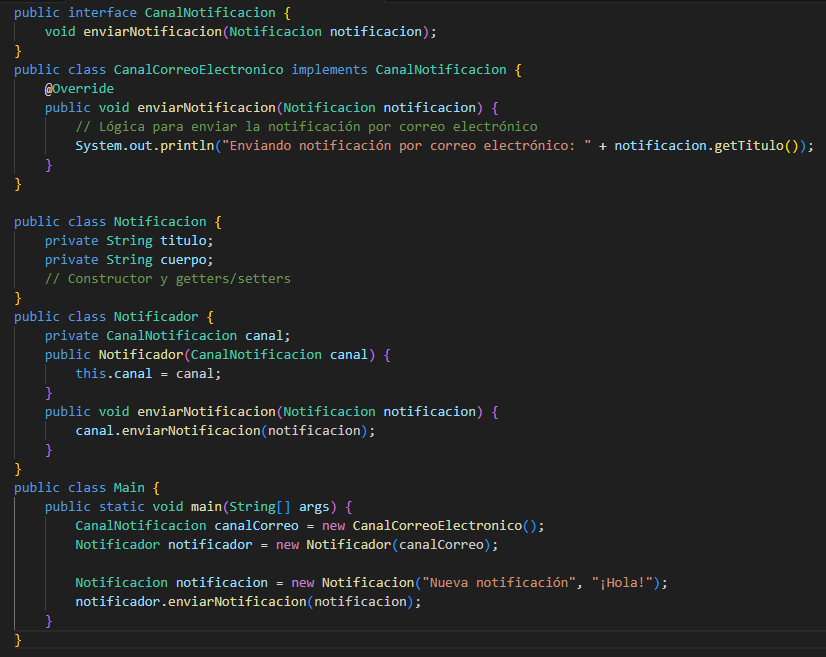 public interface CanalNotificacion {
    void enviarNotificacion(Notificacion notificacion);
}
public class CanalCorreoElectronico implements CanalNotificacion {
    @Override
    public void enviarNotificacion(Notificacion notificacion) {
        // Lógica para enviar la notificación por correo electrónico
        System.out.println("Enviando notificación por correo electrónico: " + notificacion.getTitulo());
    }
}

public class Notificacion {
    private String titulo;
    private String cuerpo;
    // Constructor y getters/setters
}
public class Notificador {
    private CanalNotificacion canal;
    public Notificador(CanalNotificacion canal) {
        this.canal = canal;
    }
    public void enviarNotificacion(Notificacion notificacion) {
        canal.enviarNotificacion(notificacion);
    }
}
public class Main {
    public static void main(String[] args) {
        CanalNotificacion canalCorreo = new CanalCorreoElectronico();
        Notificador notificador = new Notificador(canalCorreo);

        Notificacion notificacion = new Notificacion("Nueva notificación", "¡Hola!");
        notificador.enviarNotificacion(notificacion);
    }
}